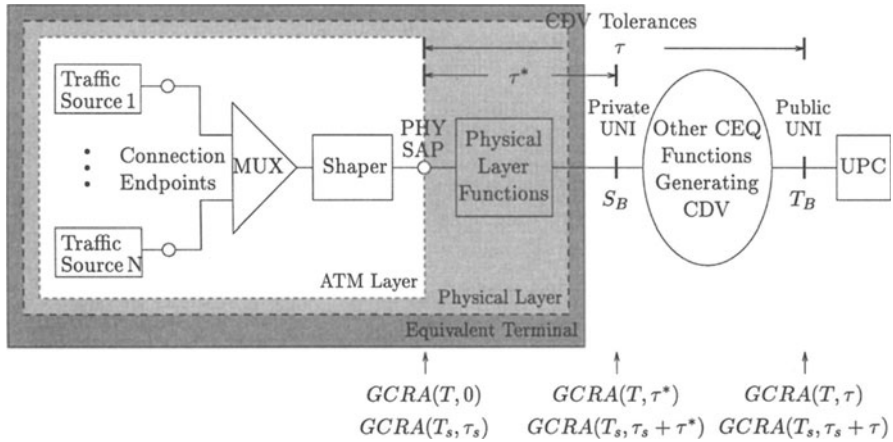 CDV Tolerances
τ
τ*
Traffic
Source 1
Connection
Endpoints
Traffic
Source N
MUX
Shaper
PHY
SAP
Physical
Layer
Functions
Private
UNI
S_B
Other CEQ
Functions
Generating
CDV
Public
UNI
T_B
UPC
ATM Layer
Physical Layer
Equivalent Terminal
GCRA(T, 0)
GCRA(T_s, τ_s)
GCRA(T, τ*)
GCRA(T_s, τ_s + τ*)
GCRA(T, τ)
GCRA(T_s, τ_s + τ)